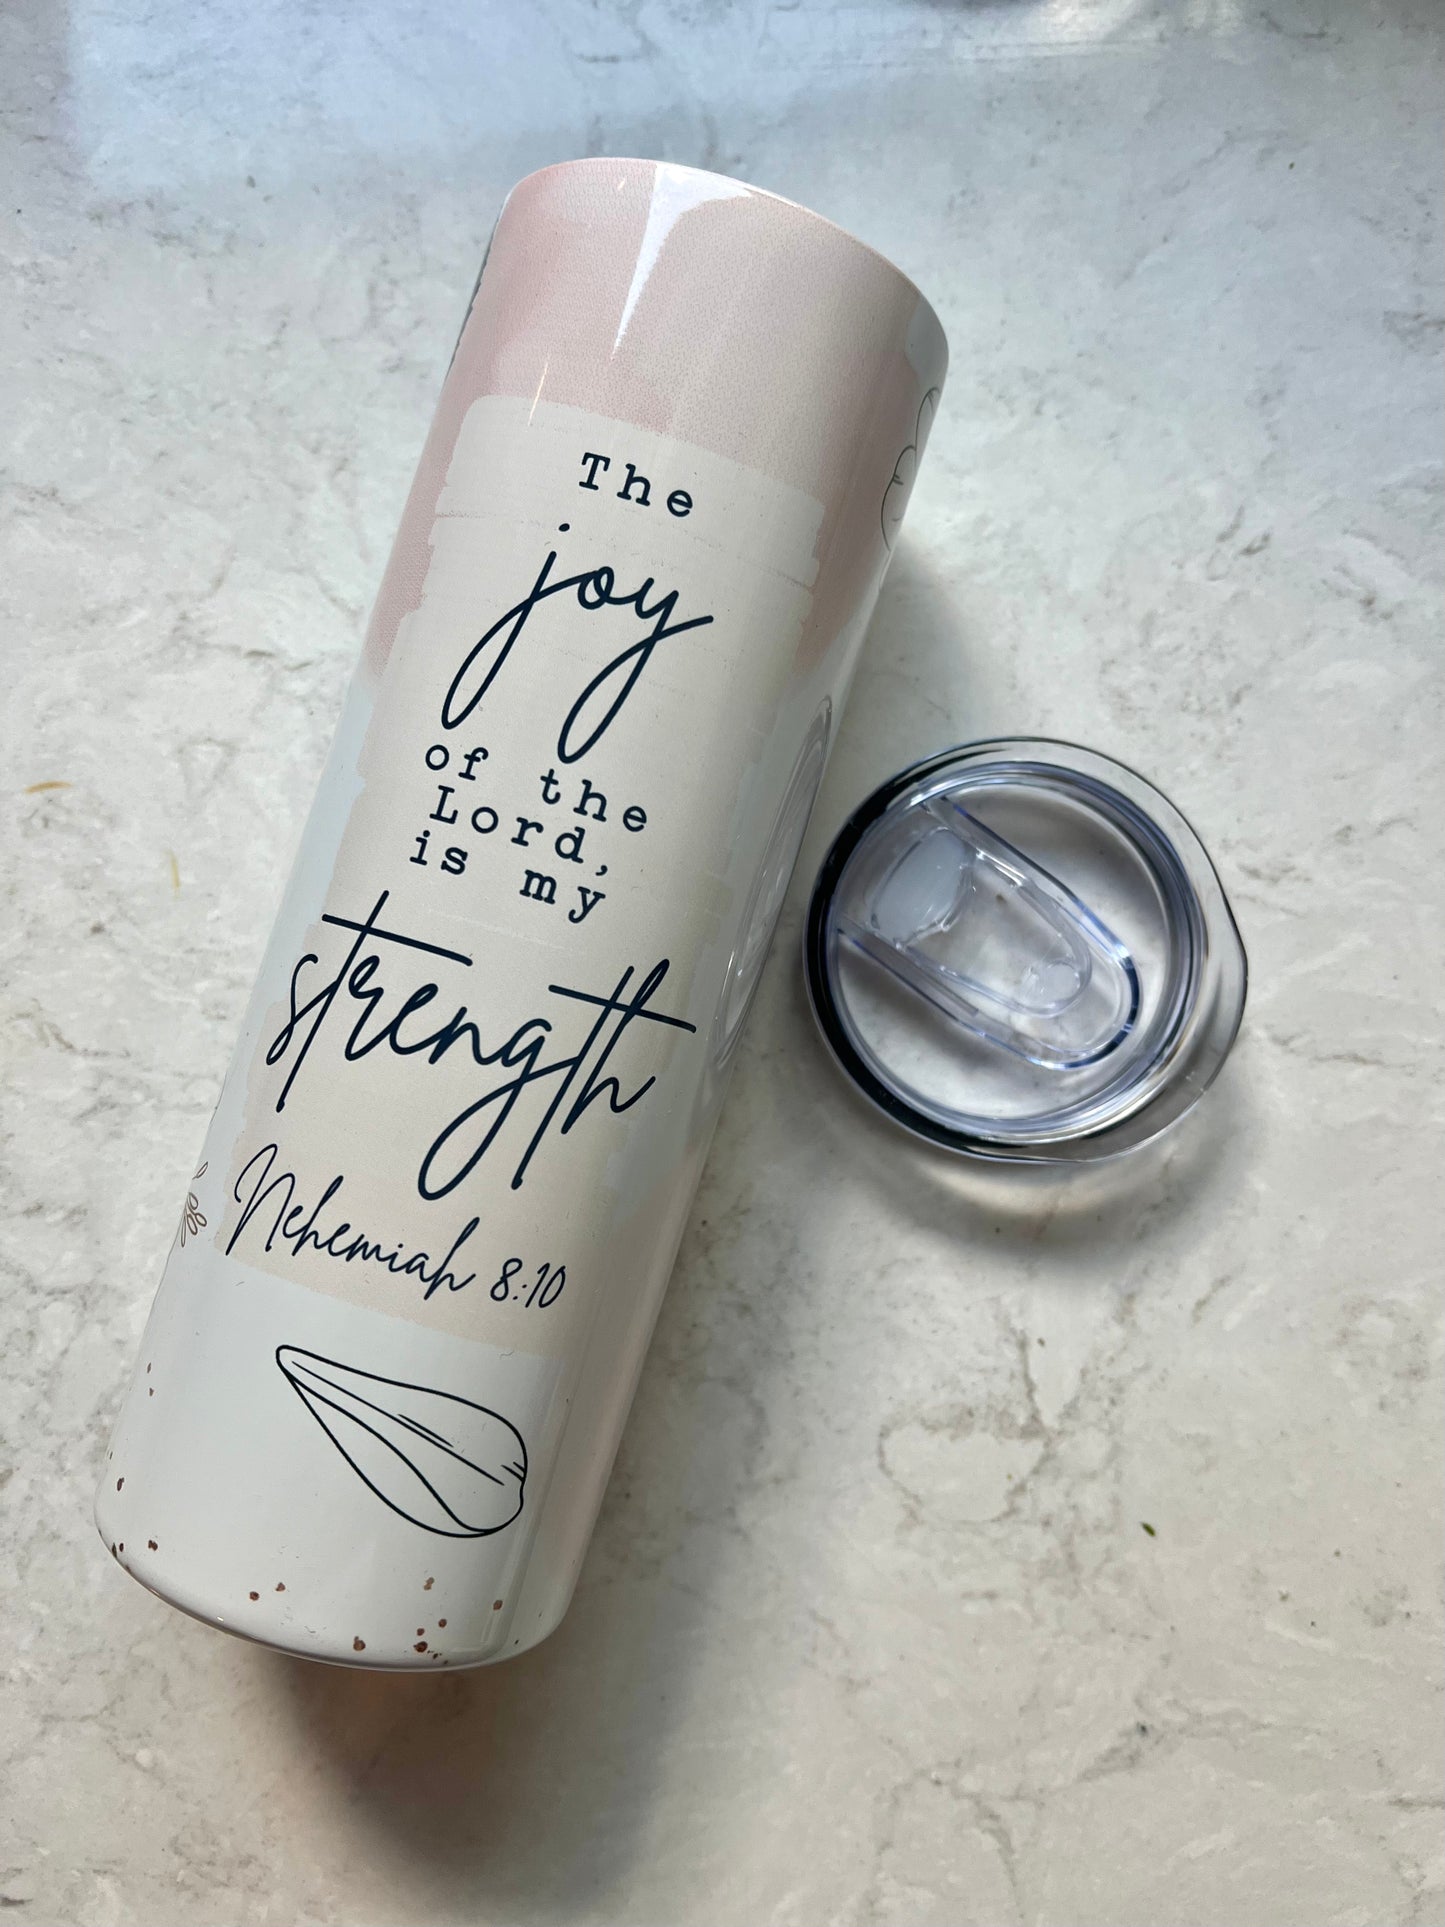 The
joy
of the
Lord,
is my
strength
Nehemiah 8:10